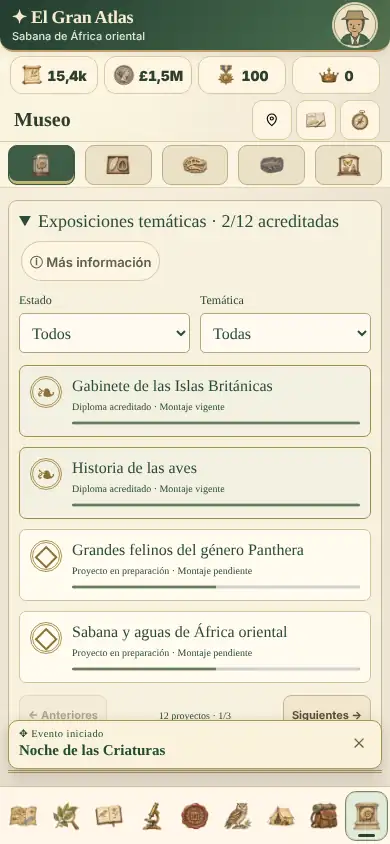 ✦ El Gran Atlas
Sabana de África oriental
15,4k
£1,5M
100
0
Museo
▼ Exposiciones temáticas · 2/12 acreditadas
ⓘ Más información
Estado
Temática
Todos
Todas
Gabinete de las Islas Británicas
Diploma acreditado · Montaje vigente
Historia de las aves
Diploma acreditado · Montaje vigente
Grandes felinos del género Panthera
Proyecto en preparación · Montaje pendiente
Sabana y aguas de África oriental
Proyecto en preparación · Montaje pendiente
← Anteriores
12 proyectos · 1/3
Siguientes →
✥ Evento iniciado
Noche de las Criaturas